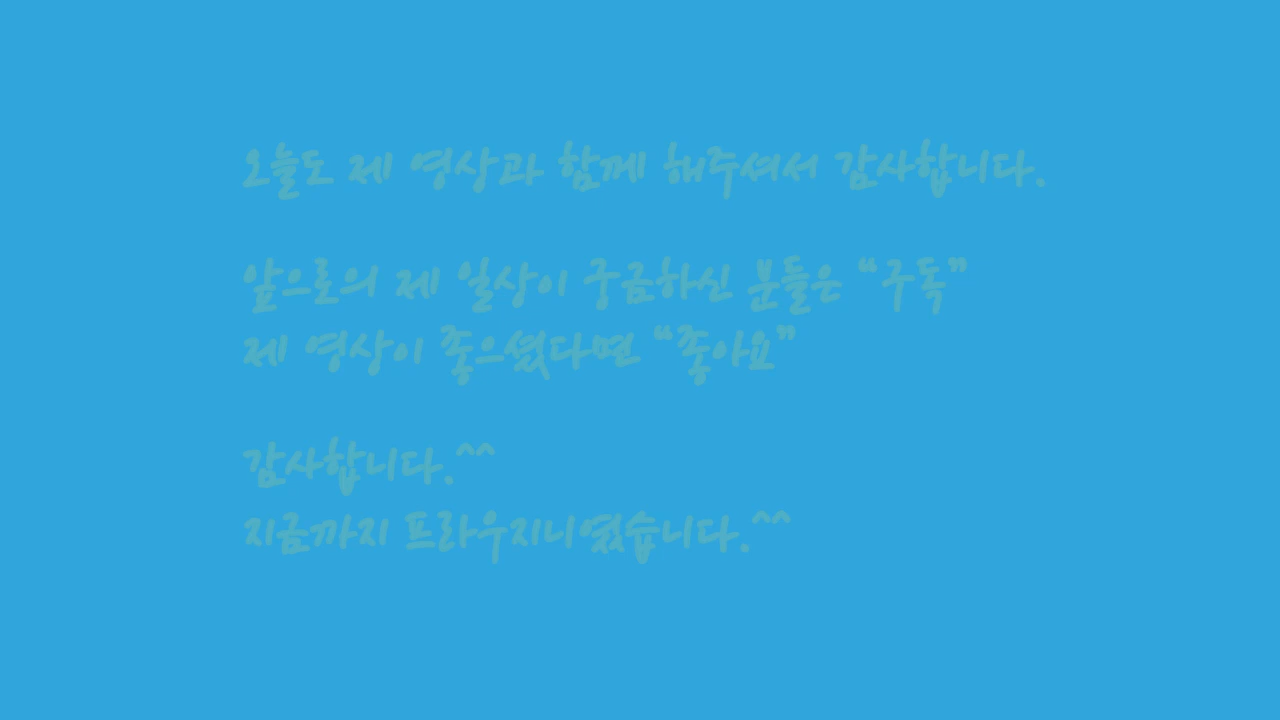 오늘도 제 영상과 함께 해주셔서 감사합니다.
앞으로의 제 일상이 궁금하신 분들은 “구독”
제 영상이 좋으셨다면 “좋아요”
감사합니다.^^
지금까지 프라우지니였습니다.^^